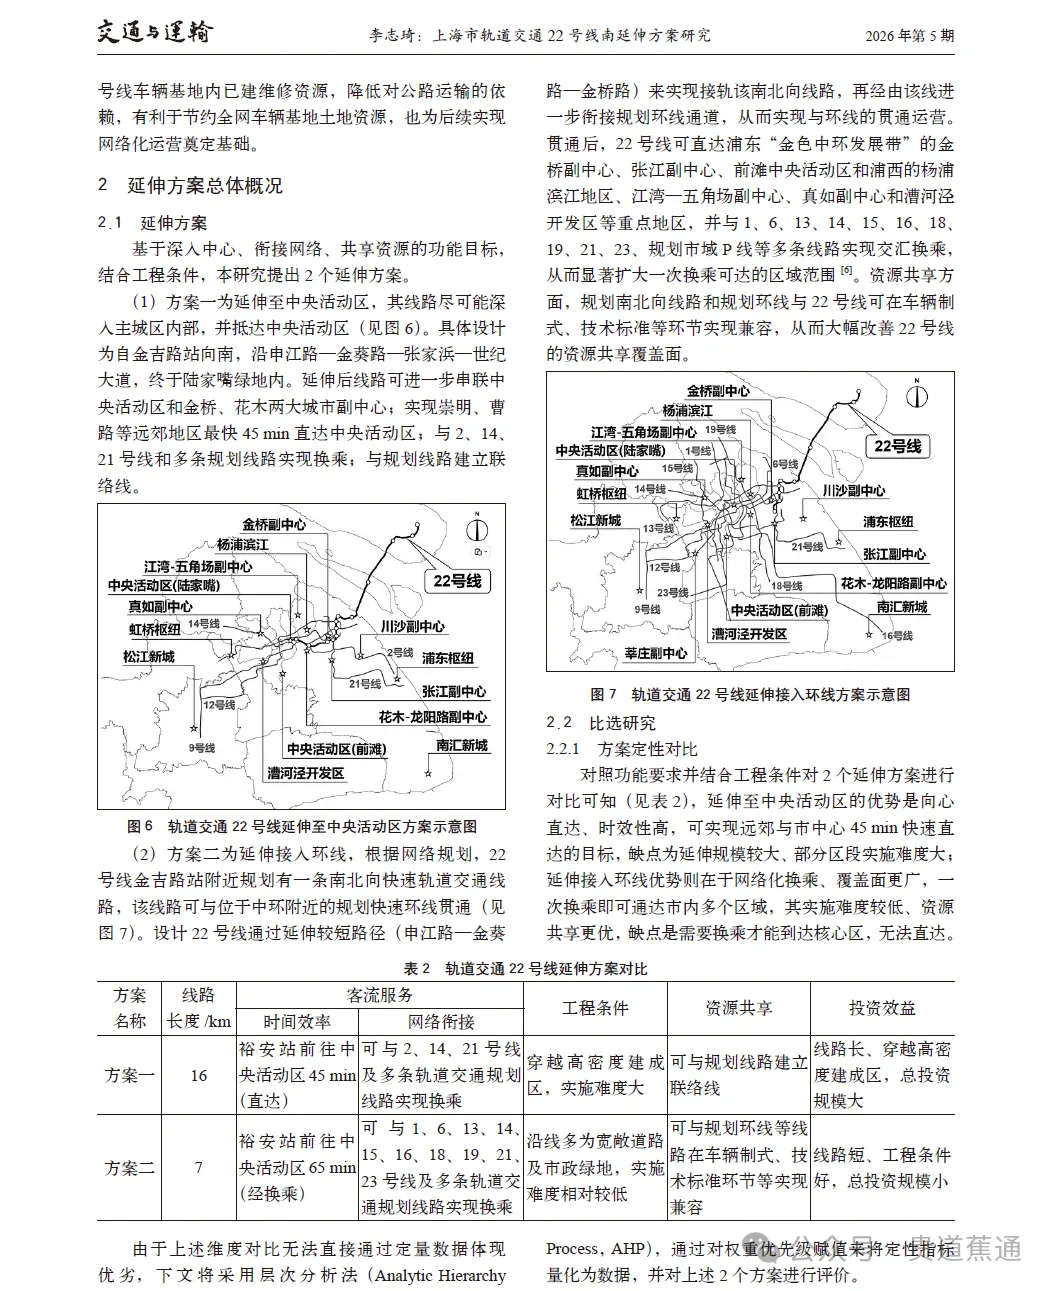 交通与运输
李志琦：上海市轨道交通22号线南延伸方案研究
2026年第5期
号线车辆基地内已建维修资源，降低对公路运输的依
赖，有利于节约全网车辆基地土地资源，也为后续实现
网络化运营奠定基础。
2 延伸方案总体概况
2.1 延伸方案
基于深入中心、衔接网络、共享资源的功能目标，
结合工程条件，本研究提出2个延伸方案。
（1）方案一为延伸至中央活动区，其线路尽可能深
入主城区内部，并抵达中央活动区（见图6）。具体设计
为自金吉路站向南，沿申江路—金葵路—张家浜—世纪
大道，终于陆家嘴绿地内。延伸后线路可进一步串联中
央活动区和金桥、花木两大城市副中心；实现崇明、曹
路等远郊地区最快45 min直达中央活动区；与2、14、
21号线和多条规划线路实现换乘；与规划线路建立联
络线。
N
金桥副中心
杨浦滨江
江湾-五角场副中心
中央活动区(陆家嘴)
22号线
真如副中心
14号线
虹桥枢纽
川沙副中心
松江新城
2号线
浦东枢纽
21号线
张江副中心
12号线
花木-龙阳路副中心
9号线
中央活动区(前滩)
南汇新城
漕河泾开发区
图6 轨道交通22号线延伸至中央活动区方案示意图
（2）方案二为延伸接入环线，根据网络规划，22
号线金吉路站附近规划有一条南北向快速轨道交通线
路，该线路可与位于中环附近的规划快速环线贯通（见
图7）。设计22号线通过延伸较短路径（申江路—金葵
路—金桥路）来实现接轨该南北向线路，再经由该线进
一步衔接规划环线通道，从而实现与环线的贯通运营。
贯通后，22号线可直达浦东“金色中环发展带”的金
桥副中心、张江副中心、前滩中央活动区和浦西的杨浦
滨江地区、江湾—五角场副中心、真如副中心和漕河泾
开发区等重点地区，并与1、6、13、14、15、16、18、
19、21、23、规划市域P线等多条线路实现交汇换乘，
从而显著扩大一次换乘可达的区域范围[6]。资源共享方
面，规划南北向线路和规划环线与22号线可在车辆制
式、技术标准等环节实现兼容，从而大幅改善22号线
的资源共享覆盖面。
N
金桥副中心
杨浦滨江
19号线
江湾-五角场副中心
22号线
中央活动区(陆家嘴)
1号线
15号线
6号线
真如副中心
14号线
虹桥枢纽
川沙副中心
松江新城
13号线
浦东枢纽
21号线
张江副中心
12号线
18号线
花木-龙阳路副中心
23号线
9号线
中央活动区(前滩)
南汇新城
漕河泾开发区
16号线
莘庄副中心
图7 轨道交通22号线延伸接入环线方案示意图
2.2 比选研究
2.2.1 方案定性对比
对照功能要求并结合工程条件对2个延伸方案进行
对比可知（见表2），延伸至中央活动区的优势是向心
直达、时效性高，可实现远郊与市中心45 min快速直
达的目标，缺点为延伸规模较大、部分区段实施难度大；
延伸接入环线优势则在于网络化换乘、覆盖面更广，一
次换乘即可通达市内多个区域，其实施难度较低、资源
共享更优，缺点是需要换乘才能到达核心区，无法直达。
表2 轨道交通22号线延伸方案对比
方案
名称
线路
长度/km
客流服务
时间效率
网络衔接
工程条件
资源共享
投资效益
方案一
16
裕安站前往中
央活动区45 min
（直达）
可与2、14、21号线
及多条轨道交通规划
线路实现换乘
穿越高密度建成
区，实施难度大
可与规划线路建立
联络线
线路长、穿越高密
度建成区，总投资
规模大
方案二
7
裕安站前往中
央活动区65 min
（经换乘）
可与1、6、13、14、
15、16、18、19、21、
23号线及多条轨道交
通规划线路实现换乘
沿线多为宽敞道路
及市政绿地，实施
难度相对较低
可与规划环线等线
路在车辆制式、技
术标准环节等实现
兼容
线路短、工程条件
好，总投资规模小
由于上述维度对比无法直接通过定量数据体现
优劣，下文将采用层次分析法（Analytic Hierarchy
Process，AHP），通过对权重优先级赋值来将定性指标
量化为数据，并对上述2个方案进行评价。
公众号·卖道蕉通